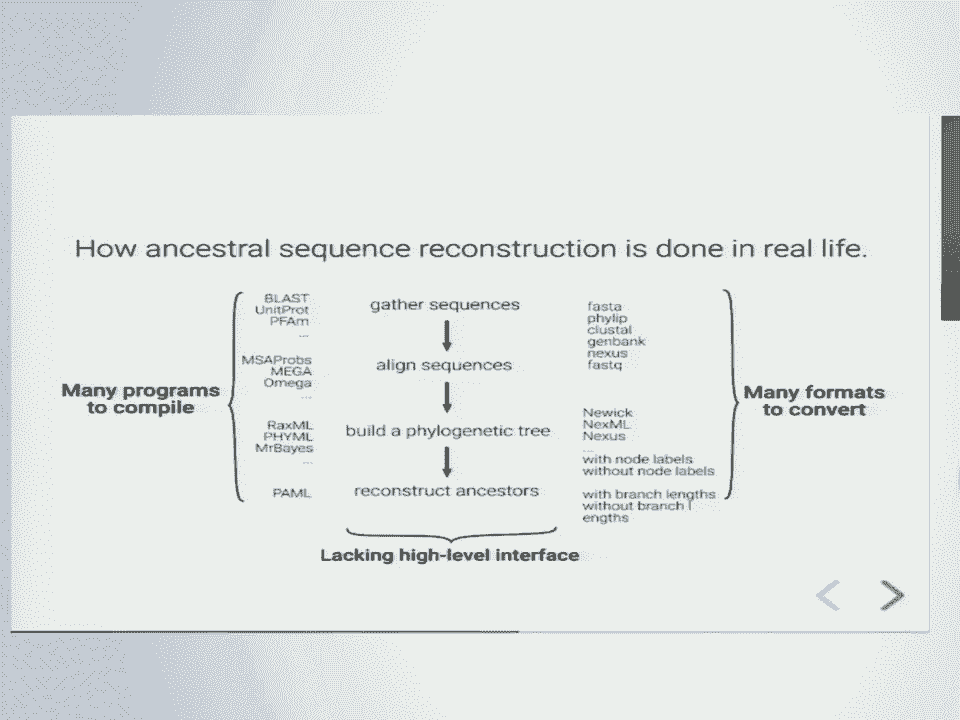 How ancestral sequence reconstruction is done in real life.
BLAST
UnitProt
PFAm
...
MSAProbs
MEGA
Omega
...
RaxML
PHYML
MrBayes
...
PAML
Many programs
to compile
gather sequences
align sequences
build a phylogenetic tree
reconstruct ancestors
Lacking high-level interface
fasta
phylip
clustal
genbank
nexus
fastq
Newick
NexML
Nexus
...
with node labels
without node labels
with branch lengths
without branch l
engths
Many formats
to convert